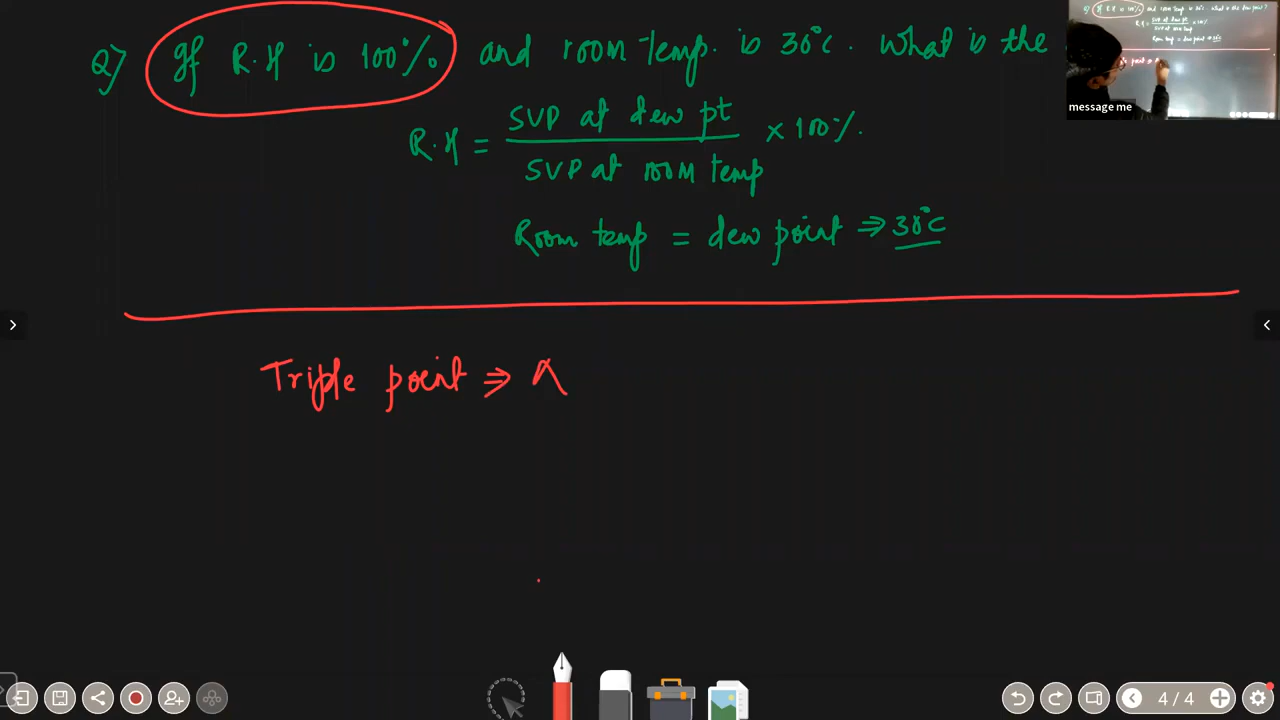 Q) If R.H is 100% and room temp. is 30°C. What is the
R.H = SVP at dew pt
SVP at room temp
× 100%.
Room temp = dew point ⇒ 30°C
Triple point ⇒ A
message me
4/4